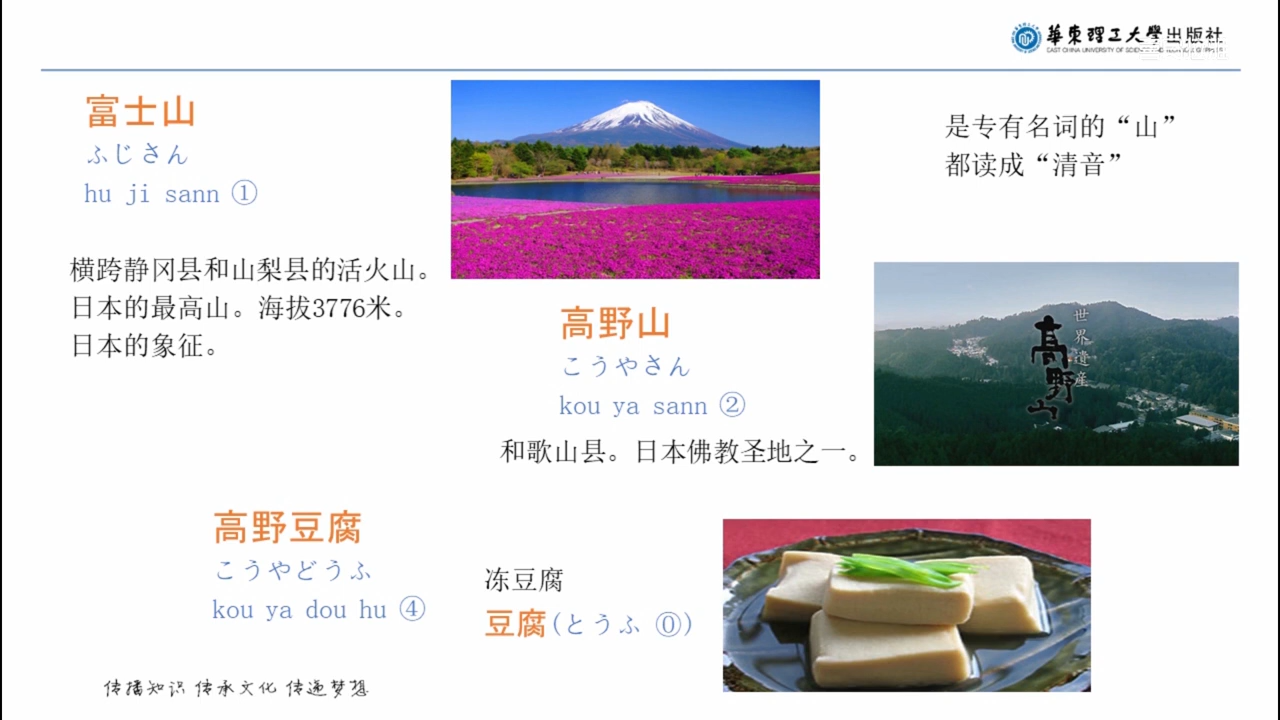 華東理工大學出版社
富士山
ふじさん
hu ji sann ①
横跨静冈县和山梨县的活火山。
日本的最高山。海拔3776米。
日本的象征。
是专有名词的“山”
都读成“清音”
高野山
こうやさん
kou ya sann ②
和歌山县。日本佛教圣地之一。
世界遺産
高野山
高野豆腐
こうやどうふ
kou ya dou hu ④
冻豆腐
豆腐(とうふ ⓪)
传播知识 传承文化 传递梦想